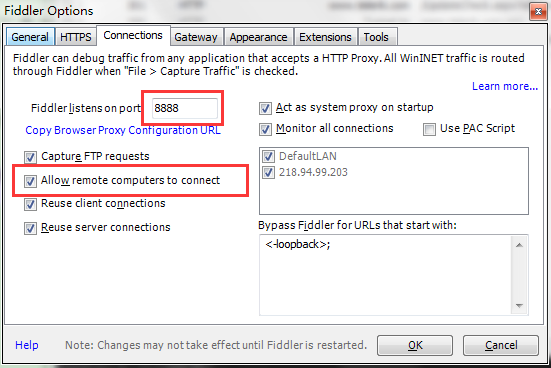 Fiddler Options
General HTTPS Connections Gateway Appearance Extensions Tools
Fiddler can debug traffic from any application that accepts a HTTP Proxy. All WinINET traffic is routed
through Fiddler when "File > Capture Traffic" is checked.
Learn more...
Fiddler listens on port: 8888
Copy Browser Proxy Configuration URL
Capture FTP requests
Allow remote computers to connect
Reuse client connections
Reuse server connections
Act as system proxy on startup
Monitor all connections Use PAC Script
DefaultLAN
218.94.99.203
Bypass Fiddler for URLs that start with:
<-loopback>;
Help Note: Changes may not take effect until Fiddler is restarted. OK Cancel